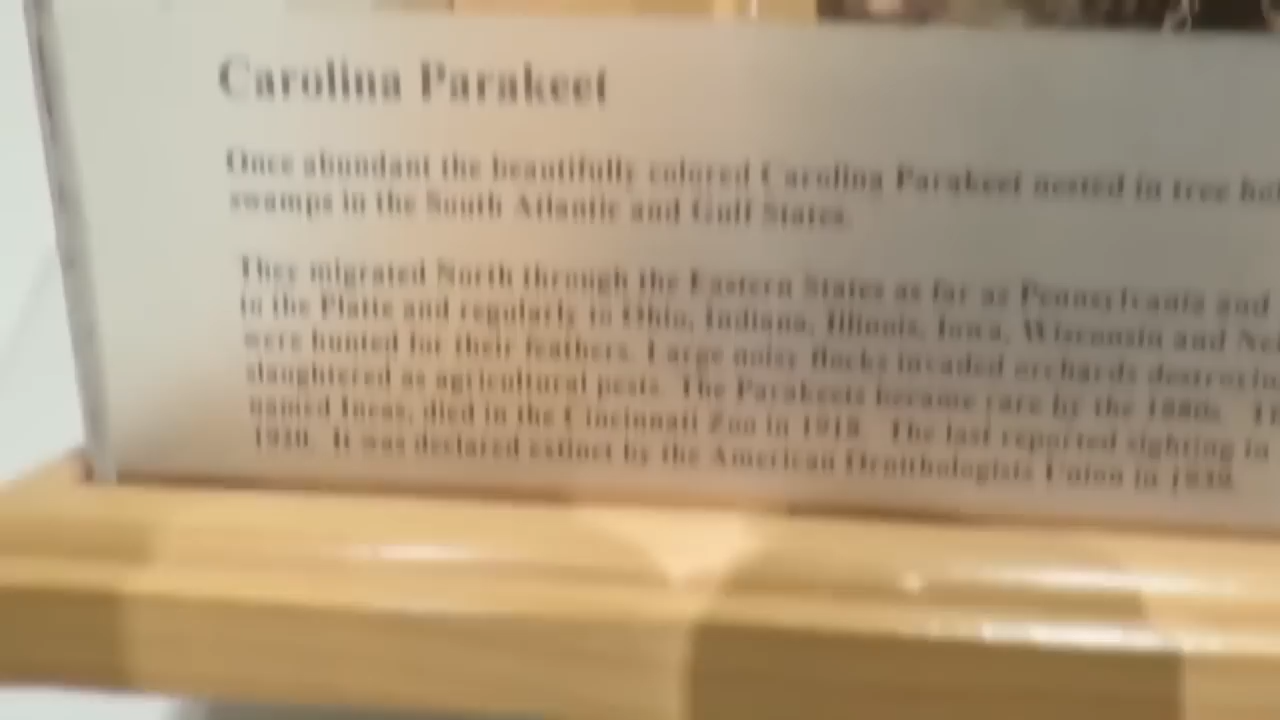 Carolina Parakeet
Once abundant the beautifully colored Carolina Parakeet nested in tree
swamps in the South Atlantic and Gulf States.
They migrated North through the Eastern States as far as Pennsylvania and
to the Platte and regularly to Ohio, Indiana, Illinois, Iowa, Wisconsin and
were hunted for their feathers. Large noisy flocks invaded orchards
slaughtered as agricultural pests. The Parakeets became rare by the 1880s.
named Incas, died in the Cincinnati Zoo in 1918. The last reported sighting in
It was declared extinct by the American Ornithologists Union in 1939.